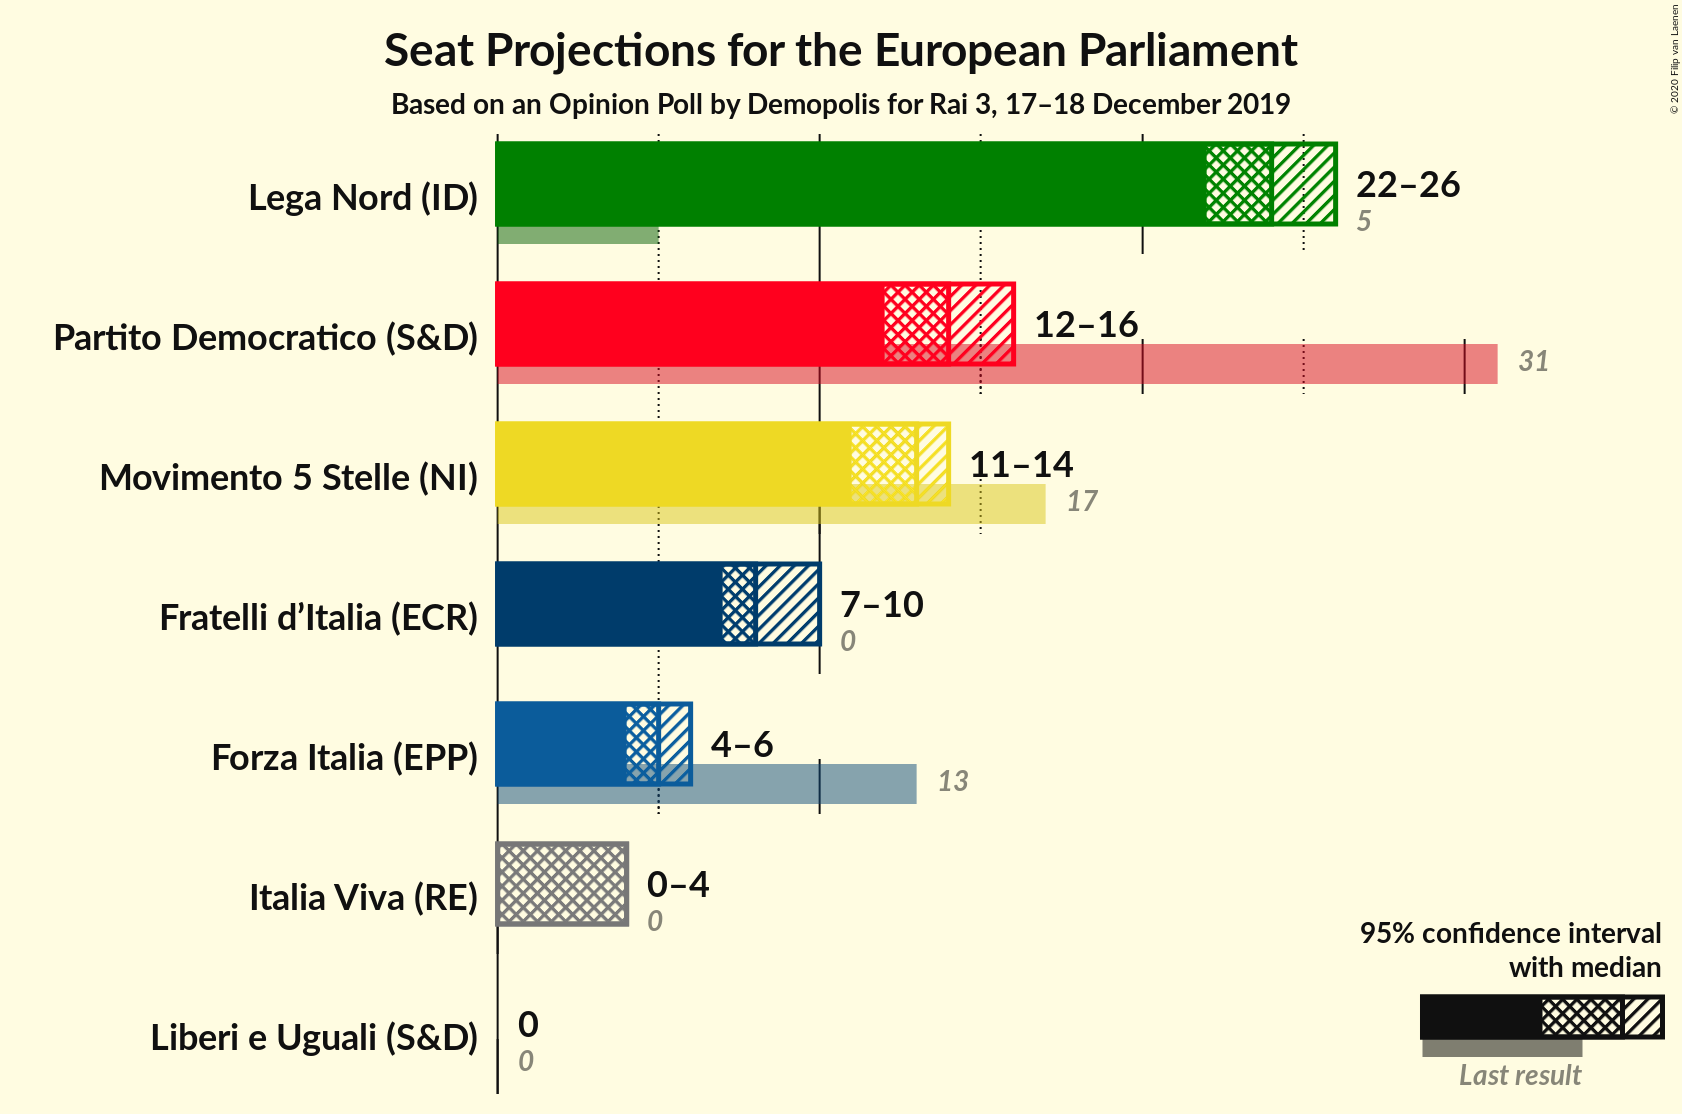 Seat Projections for the European Parliament
Based on an Opinion Poll by Demopolis for Rai 3, 17–18 December 2019
© 2020 Filip van Laenen
Lega Nord (ID)
22–26
5
Partito Democratico (S&D)
12–16
31
Movimento 5 Stelle (NI)
11–14
17
Fratelli d’Italia (ECR)
7–10
0
Forza Italia (EPP)
4–6
13
Italia Viva (RE)
0–4
0
Liberi e Uguali (S&D)
0
0
95% confidence interval
with median
Last result